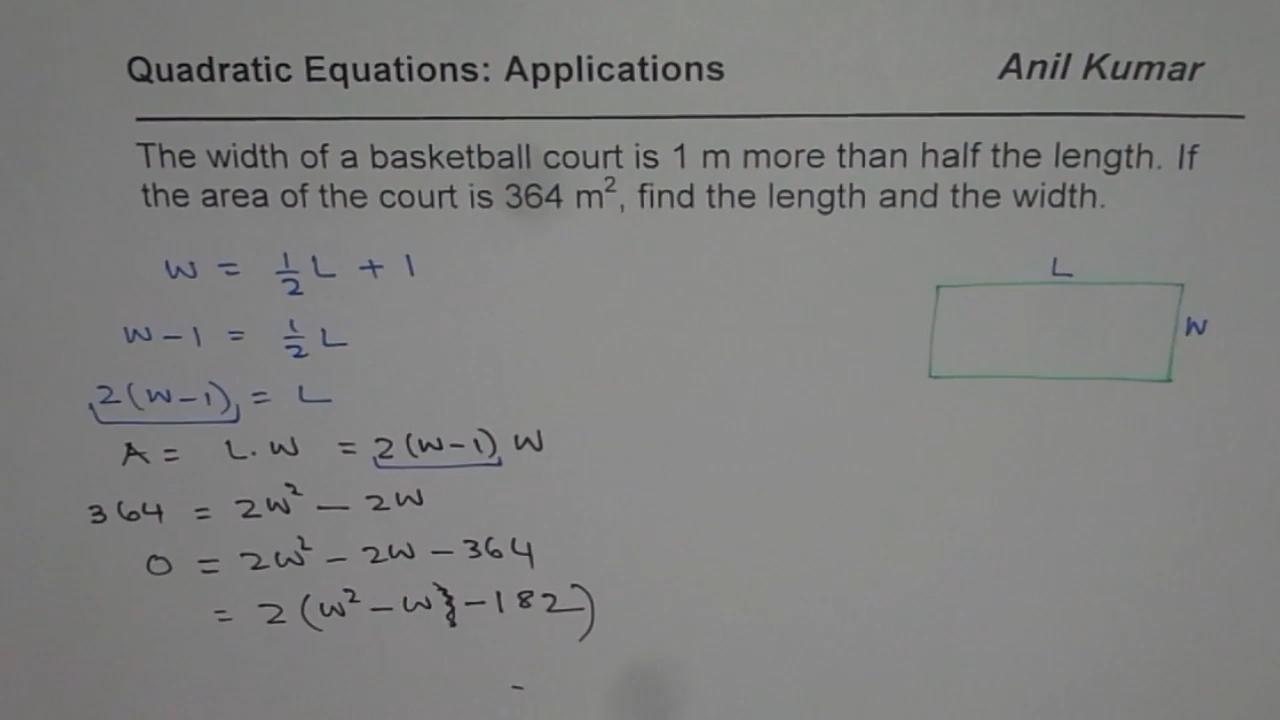 Quadratic Equations: Applications Anil Kumar
The width of a basketball court is 1 m more than half the length. If
the area of the court is 364 m², find the length and the width.
W = 1/2 L + 1
L
W - 1 = 1/2 L
W
2(W-1) = L
A = L. W = 2(W-1) W
364 = 2W² - 2W
0 = 2W² - 2W - 364
= 2(W² - W - 182)